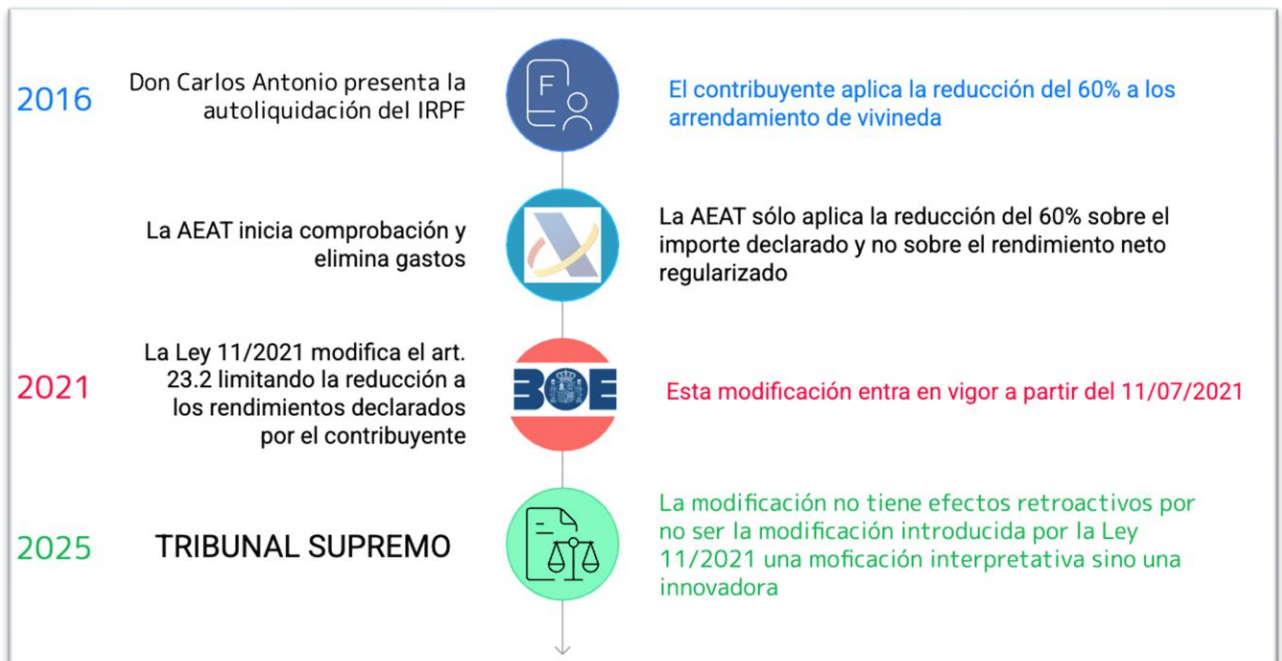 2016
Don Carlos Antonio presenta la
autoliquidación del IRPF
F
El contribuyente aplica la reducción del 60% a los
arrendamiento de vivineda
La AEAT inicia comprobación y
elimina gastos
La AEAT sólo aplica la reducción del 60% sobre el
importe declarado y no sobre el rendimiento neto
regularizado
2021
La Ley 11/2021 modifica el art.
23.2 limitando la reducción a
los rendimientos declarados
por el contribuyente
BOE
Esta modificación entra en vigor a partir del 11/07/2021
2025
TRIBUNAL SUPREMO
La modificación no tiene efectos retroactivos por
no ser la modificación introducida por la Ley
11/2021 una moficación interpretativa sino una
innovadora